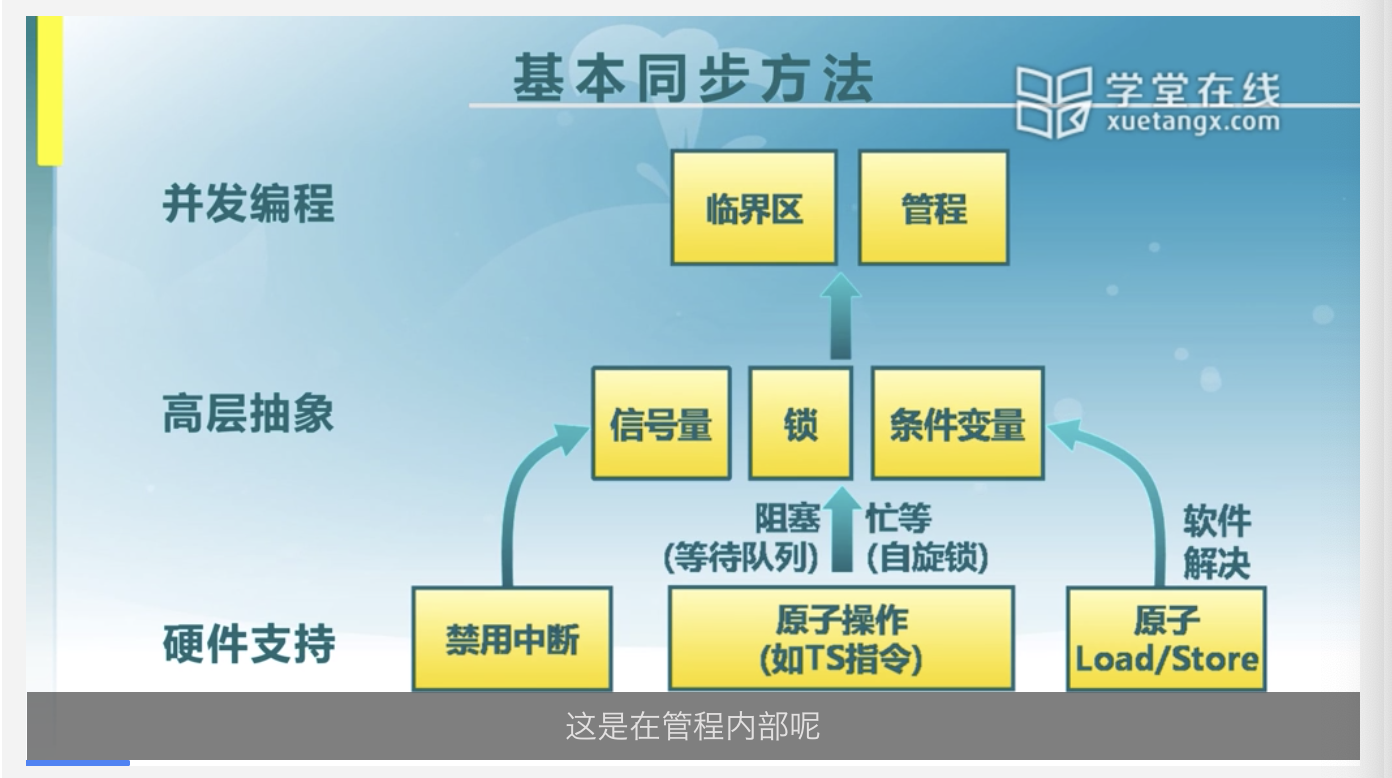 基本同步方法
学堂在线
xuetangx.com
并发编程
临界区
管程
高层抽象
信号量
锁
条件变量
阻塞
(等待队列)
忙等
(自旋锁)
软件
解决
硬件支持
禁用中断
原子操作
(如TS指令)
原子
Load/Store
这是在管程内部呢